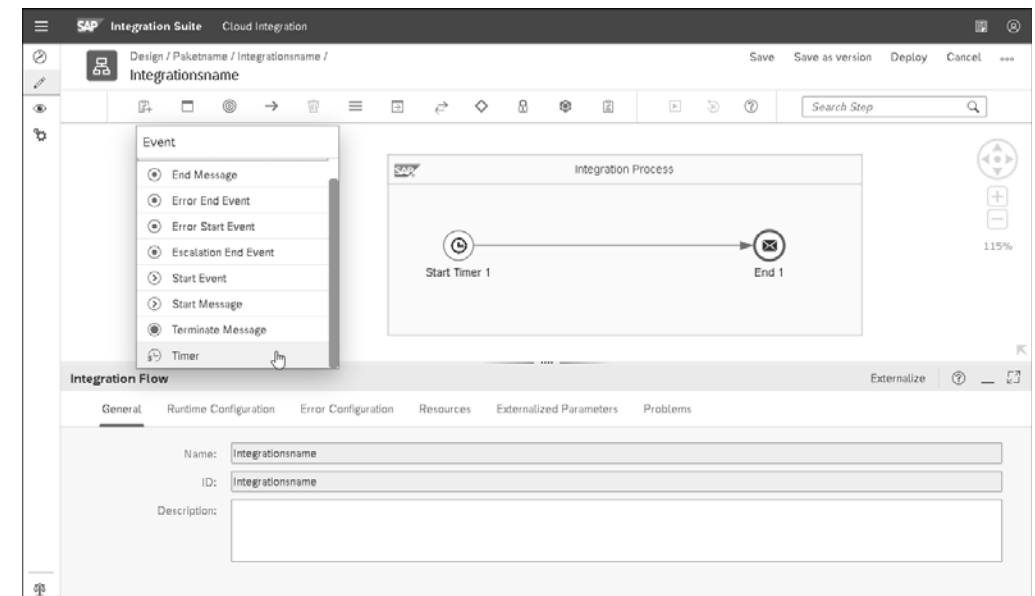 SAP Integration Suite Cloud Integration
Design / Paketname / Integrationsname /
Integrationsname
Save Save as version Deploy Cancel
Search Step
Event
End Message
Error End Event
Error Start Event
Escalation End Event
Start Event
Start Message
Terminate Message
Timer
SAP Integration Process
Start Timer 1 End 1
115%
Integration Flow Externalize
General Runtime Configuration Error Configuration Resources Externalized Parameters Problems
Name: Integrationsname
ID: Integrationsname
Description: